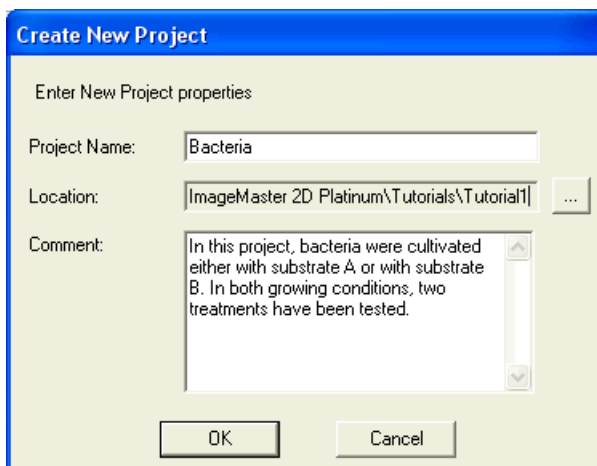 Create New Project
Enter New Project properties
Project Name: Bacteria
Location: ImageMaster 2D Platinum\Tutorials\Tutorial1 ...
Comment: In this project, bacteria were cultivated
either with substrate A or with substrate
B. In both growing conditions, two
treatments have been tested.
OK Cancel